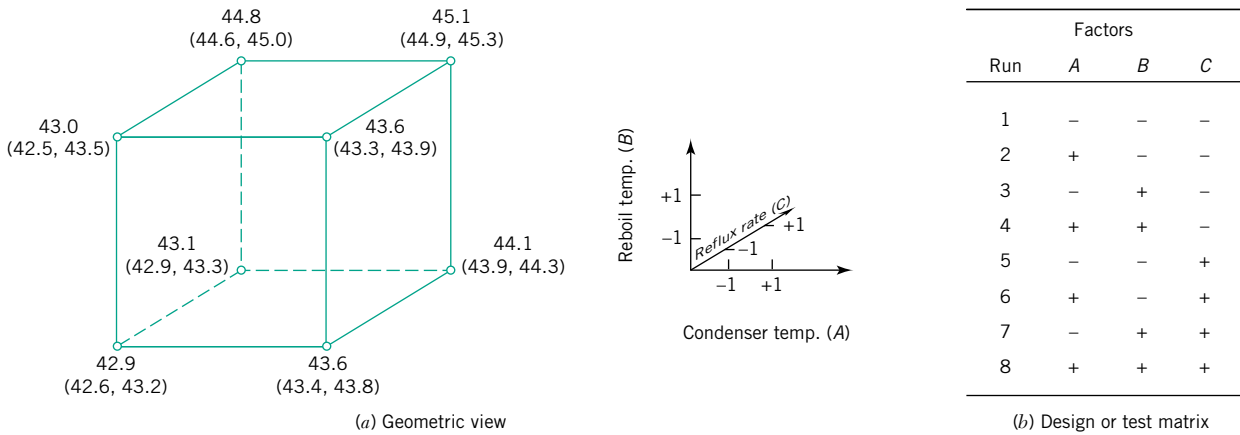 44.8
(44.6, 45.0)
45.1
(44.9, 45.3)
43.0
(42.5, 43.5)
43.6
(43.3, 43.9)
43.1
(42.9, 43.3)
44.1
(43.9, 44.3)
42.9
(42.6, 43.2)
43.6
(43.4, 43.8)
(a) Geometric view
Reboil temp. (B)
+1
−1
Reflux rate (C)
−1
+1
−1 +1
Condenser temp. (A)
Factors
Run A B C
1 − − −
2 + − −
3 − + −
4 + + −
5 − − +
6 + − +
7 − + +
8 + + +
(b) Design or test matrix